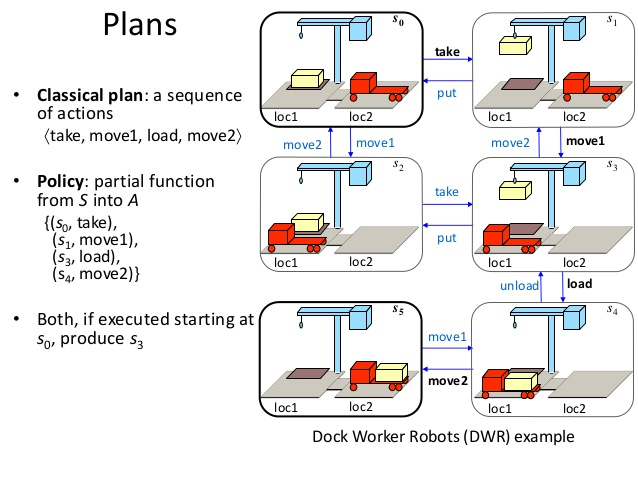 Plans
• Classical plan: a sequence
of actions
⟨take, move1, load, move2⟩
• Policy: partial function
from S into A
{(s0, take),
(s1, move1),
(s3, load),
(s4, move2)}
• Both, if executed starting at
s0, produce s3
s0
loc1 loc2
take
put
s1
loc1 loc2
move2 move1
move2 move1
s2
loc1 loc2
take
put
s3
loc1 loc2
unload load
s5
loc1 loc2
move1
move2
s4
loc1 loc2
Dock Worker Robots (DWR) example